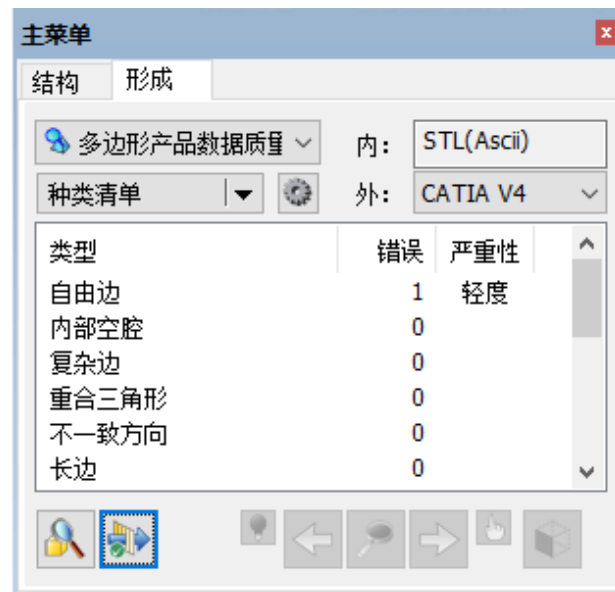 主菜单
结构 形成
多边形产品数据质量 内: STL(Ascii)
种类清单 外: CATIA V4
类型 错误 严重性
自由边 1 轻度
内部空腔 0
复杂边 0
重合三角形 0
不一致方向 0
长边 0